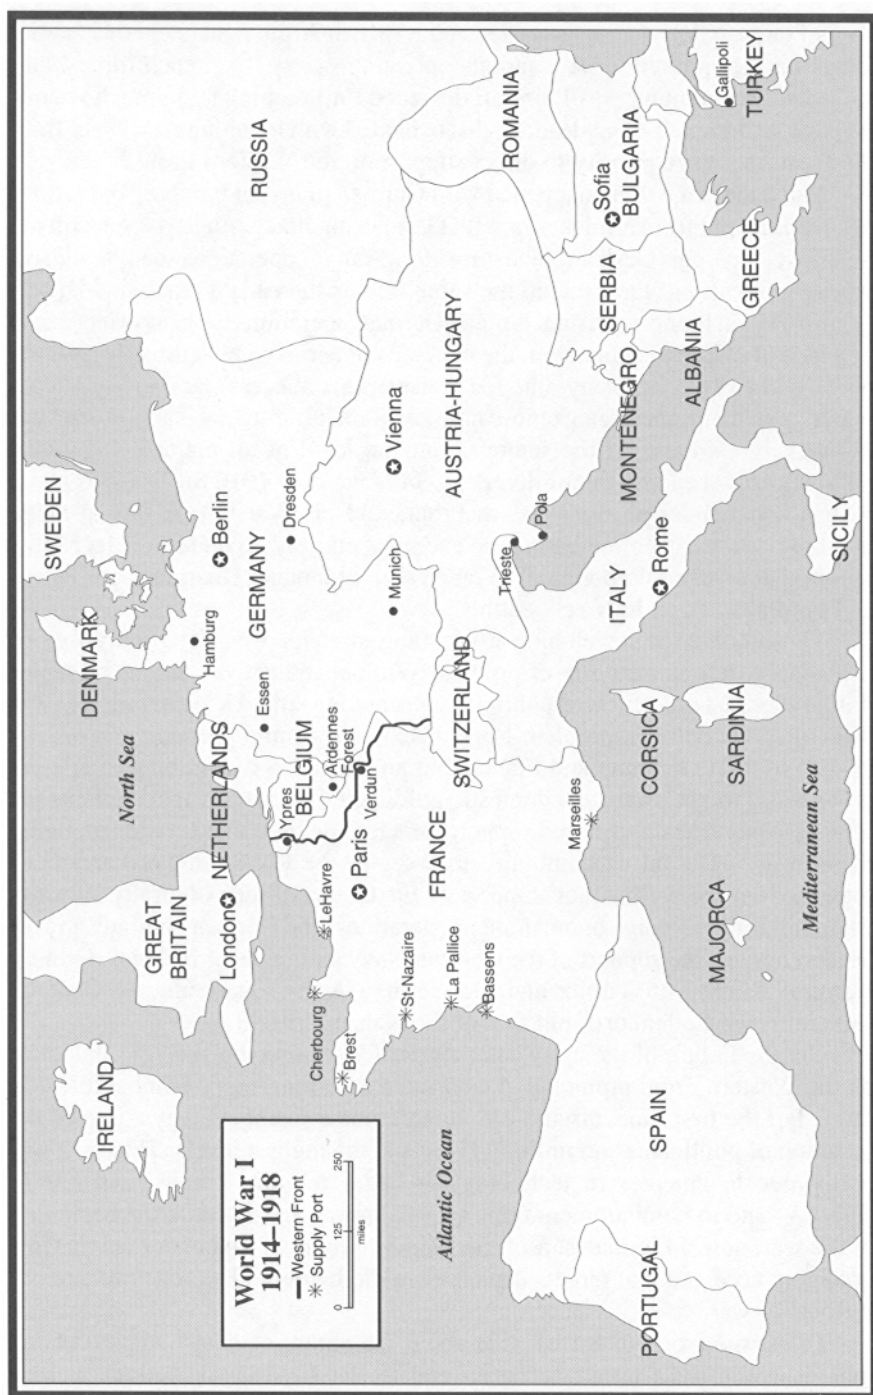 World War I
1914–1918
Western Front
Supply Port
0 125 250
miles
IRELAND
GREAT
BRITAIN
London
North Sea
DENMARK
SWEDEN
NETHERLANDS
Hamburg
Berlin
GERMANY
RUSSIA
Essen
Dresden
BELGIUM
Ypres
Ardennes
Forest
Verdun
LeHavre
Cherbourg
Brest
Paris
FRANCE
St-Nazaire
La Pallice
Bassens
Munich
Vienna
AUSTRIA-HUNGARY
SWITZERLAND
Trieste
Pola
ROMANIA
SERBIA
Sofia
BULGARIA
MONTENEGRO
ALBANIA
GREECE
Gallipoli
TURKEY
ITALY
Rome
Marseilles
CORSICA
SARDINIA
SICILY
Atlantic Ocean
PORTUGAL
SPAIN
MAJORCA
Mediterranean Sea